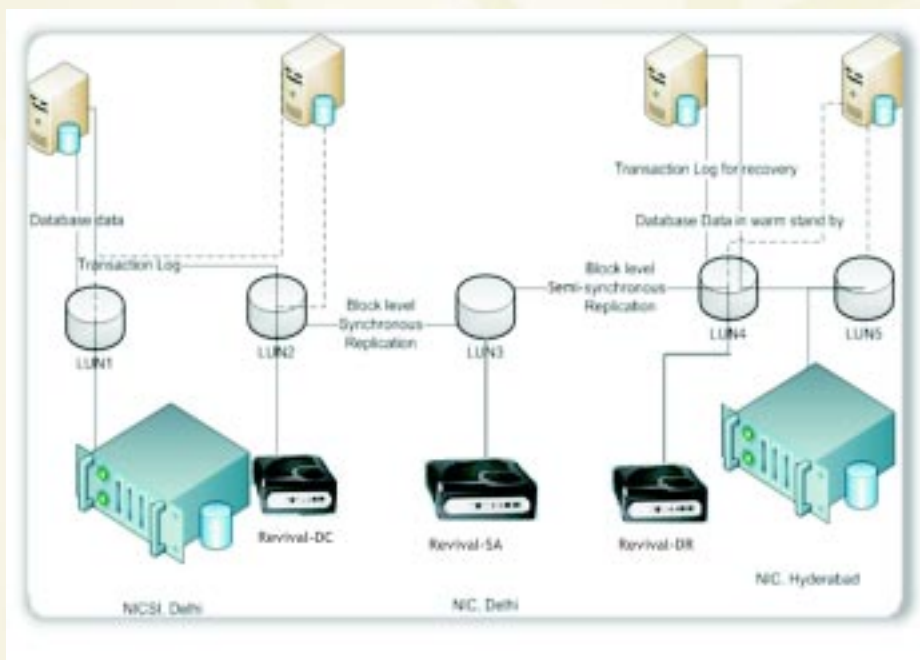 Transaction Log for recovery
Database data
Database Data in warm stand by
Transaction Log
Block level
Semi-synchronous
Replication
Block level
Synchronous
Replication
LUN1
LUN2
LUN3
LUN4
LUN5
Revival-DC
Revival-SA
Revival-DR
NIC, Hyderabad
NICSI, Delhi
NIC, Delhi